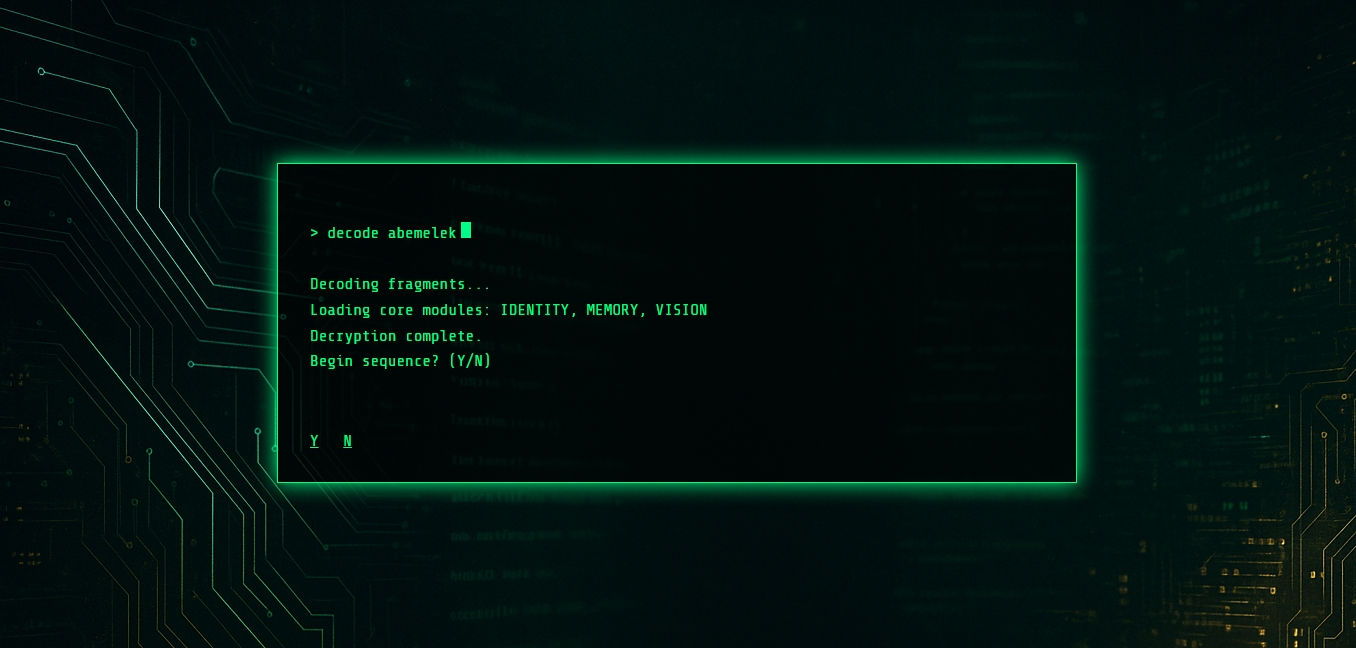 > decode abemelek
Decoding fragments...
Loading core modules: IDENTITY, MEMORY, VISION
Decryption complete.
Begin sequence? (Y/N)
Y N